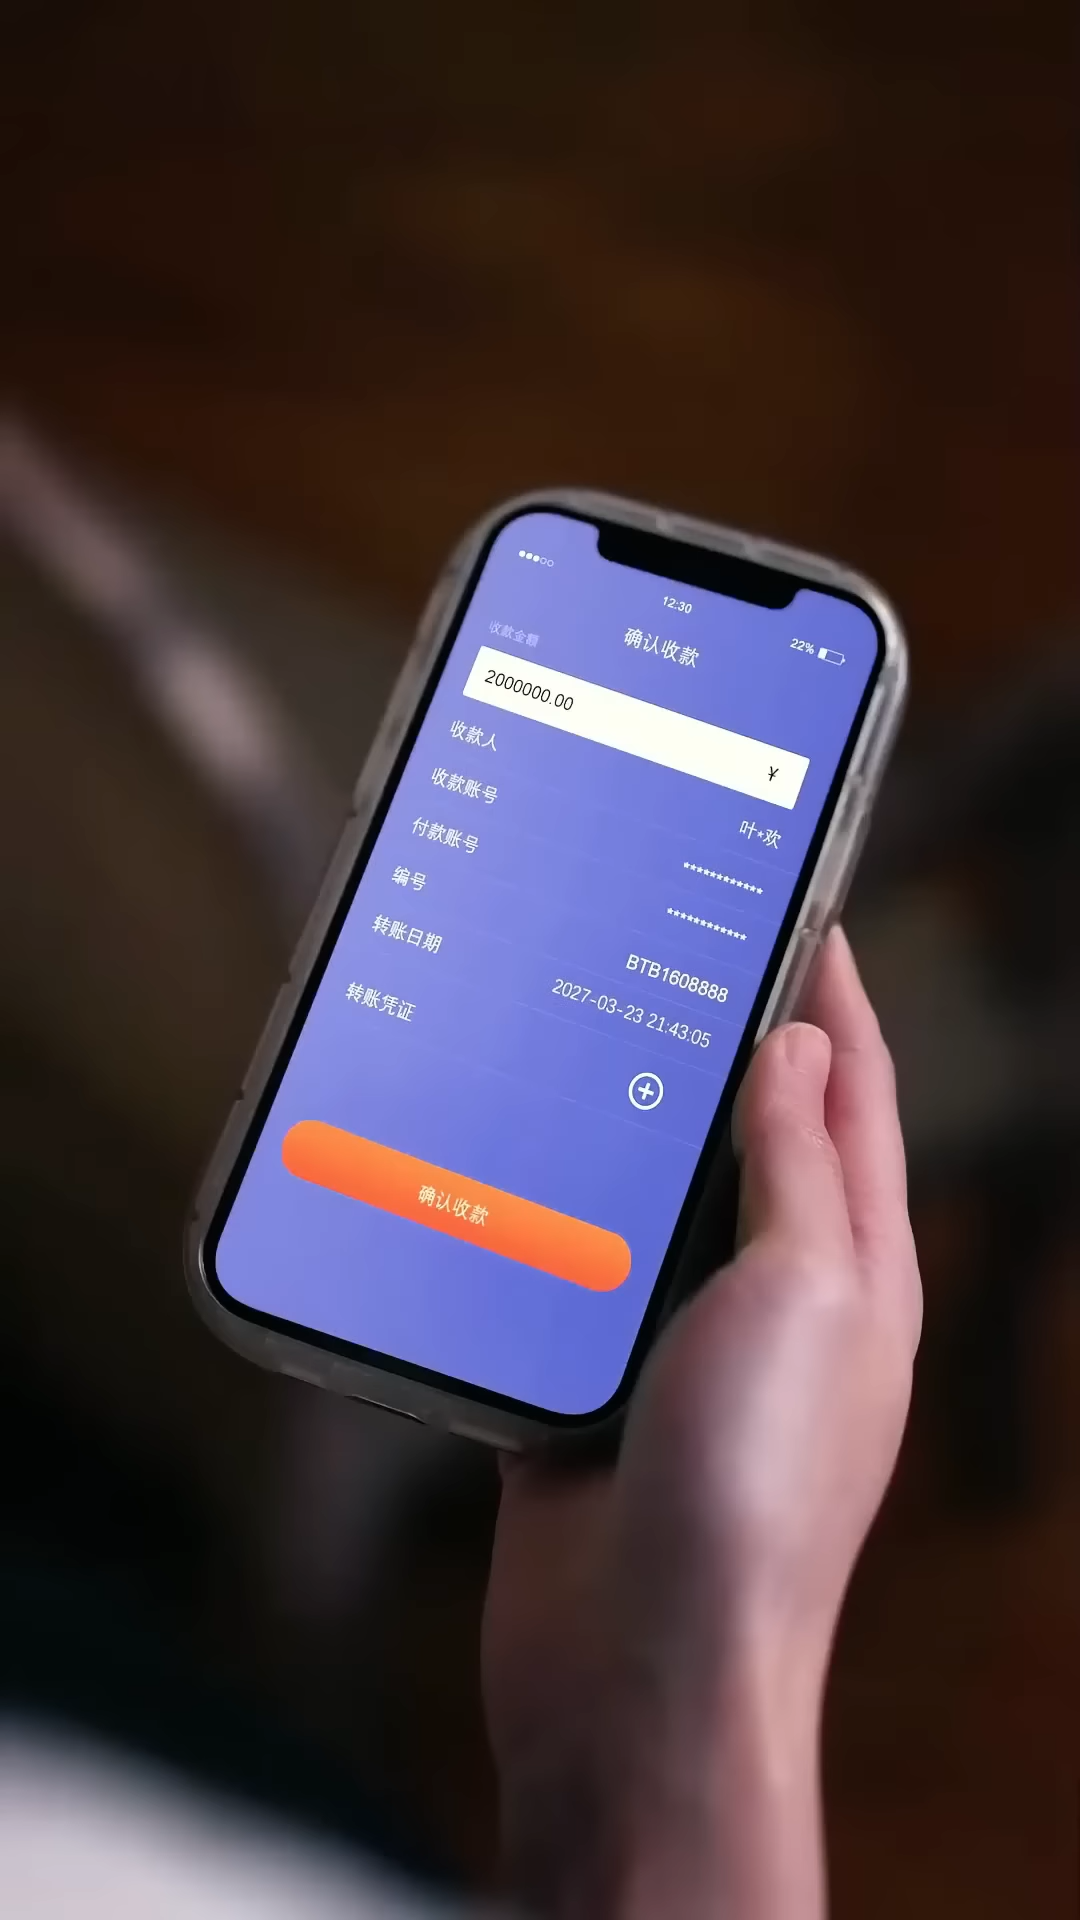 12:30
22%
确认收款
收款金额
2000000.00 ¥
收款人 叶*欢
收款账号 ************
付款账号 ************
编号 BTB1608888
转账日期 2027-03-23 21:43:05
转账凭证
确认收款